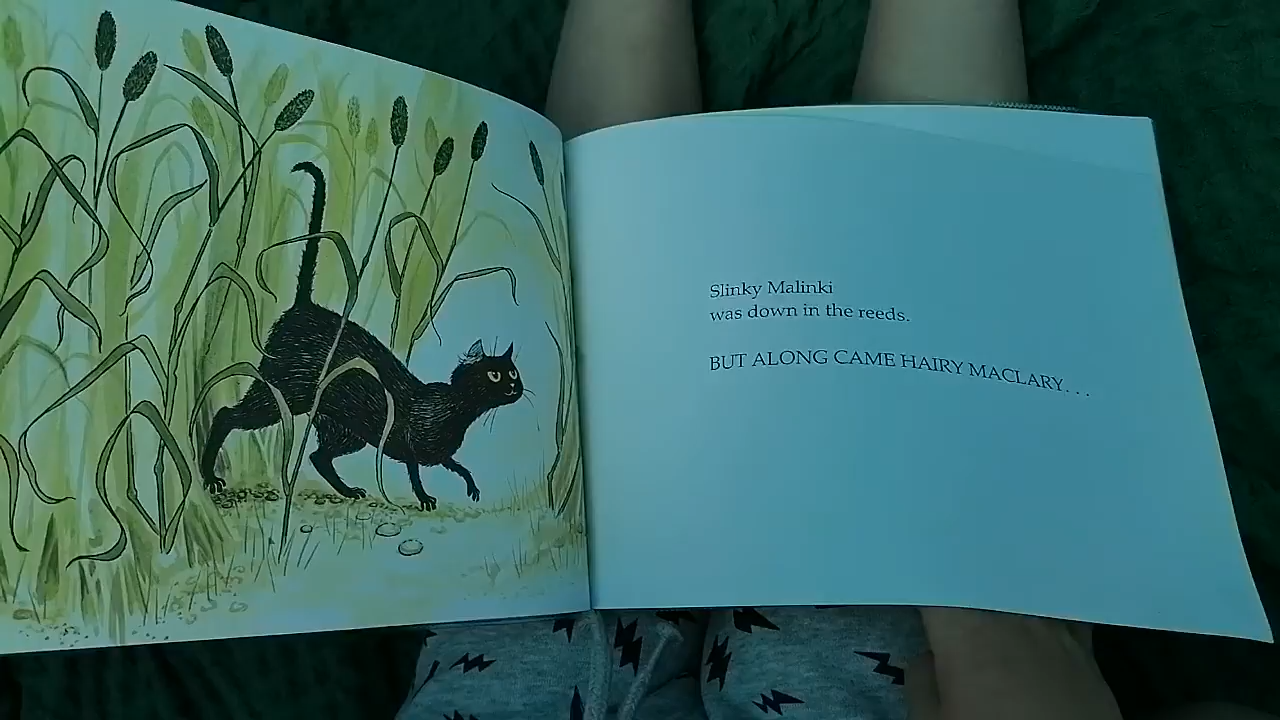 Slinky Malinki
was down in the reeds.
BUT ALONG CAME HAIRY MACLARY. . .